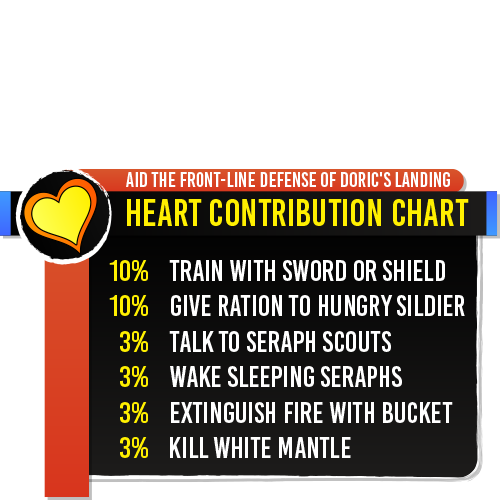 AID THE FRONT-LINE DEFENSE OF DORIC'S LANDING
HEART CONTRIBUTION CHART
10% TRAIN WITH SWORD OR SHIELD
10% GIVE RATION TO HUNGRY SILDIER
3% TALK TO SERAPH SCOUTS
3% WAKE SLEEPING SERAPHS
3% EXTINGUISH FIRE WITH BUCKET
3% KILL WHITE MANTLE